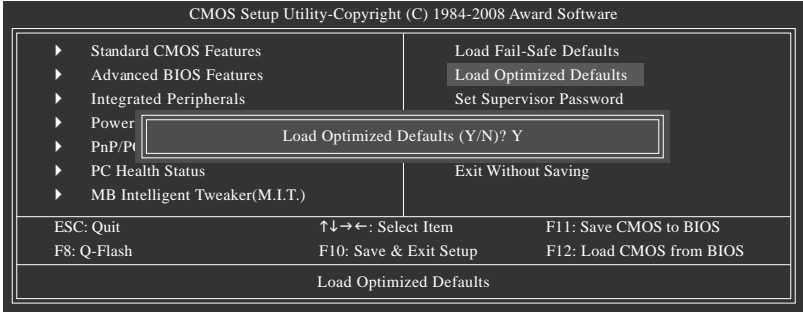 CMOS Setup Utility-Copyright (C) 1984-2008 Award Software
Standard CMOS Features
Load Fail-Safe Defaults
Advanced BIOS Features
Load Optimized Defaults
Integrated Peripherals
Set Supervisor Password
Power
Load Optimized Defaults (Y/N)? Y
PnP/P
PC Health Status
Exit Without Saving
MB Intelligent Tweaker(M.I.T.)
ESC: Quit
↑↓→←: Select Item
F11: Save CMOS to BIOS
F8: Q-Flash
F10: Save & Exit Setup
F12: Load CMOS from BIOS
Load Optimized Defaults